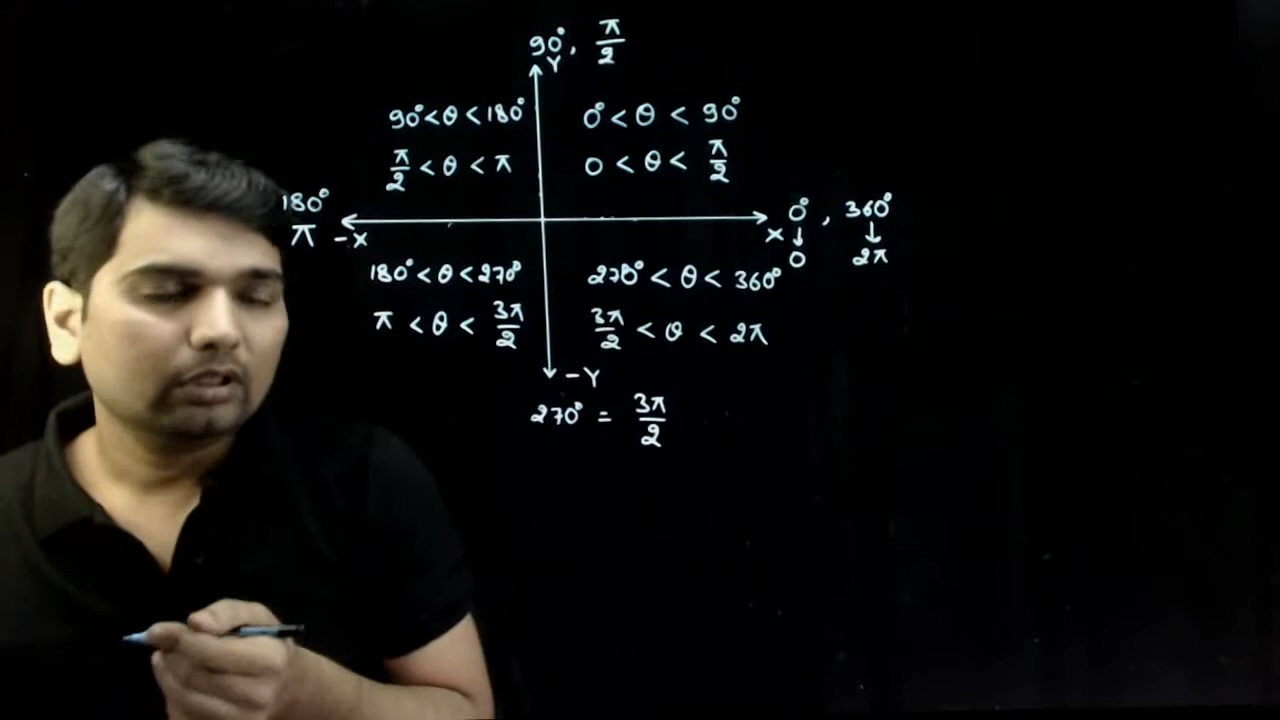 90°, π/2
Y
90° < θ < 180°
0° < θ < 90°
π/2 < θ < π
0 < θ < π/2
180°
π
-X
X
0°, 360°
↓ ↓
0 2π
180° < θ < 270°
270° < θ < 360°
π < θ < 3π/2
3π/2 < θ < 2π
-Y
270° = 3π/2